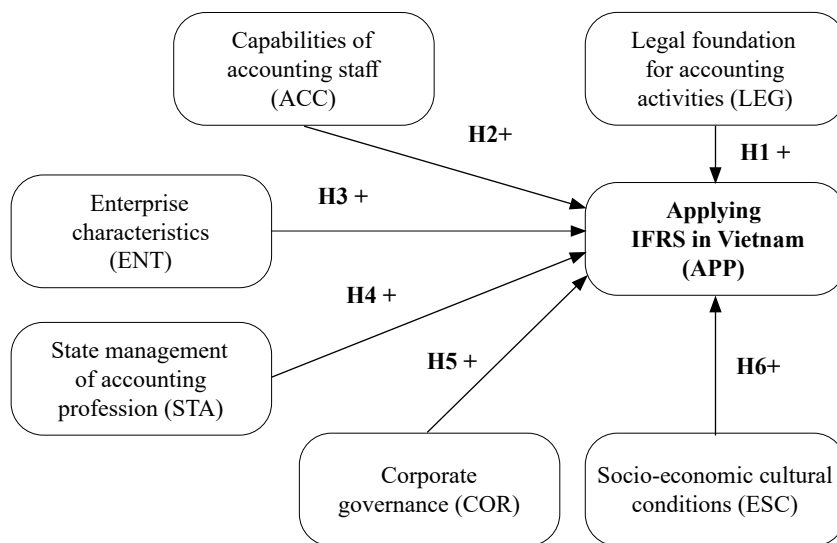 Capabilities of
accounting staff
(ACC)
Legal foundation
for accounting
activities (LEG)
H2+
H1 +
Enterprise
characteristics
(ENT)
H3 +
Applying
IFRS in Vietnam
(APP)
H4 +
State management
of accounting
profession (STA)
H5 +
H6+
Corporate
governance (COR)
Socio-economic cultural
conditions (ESC)